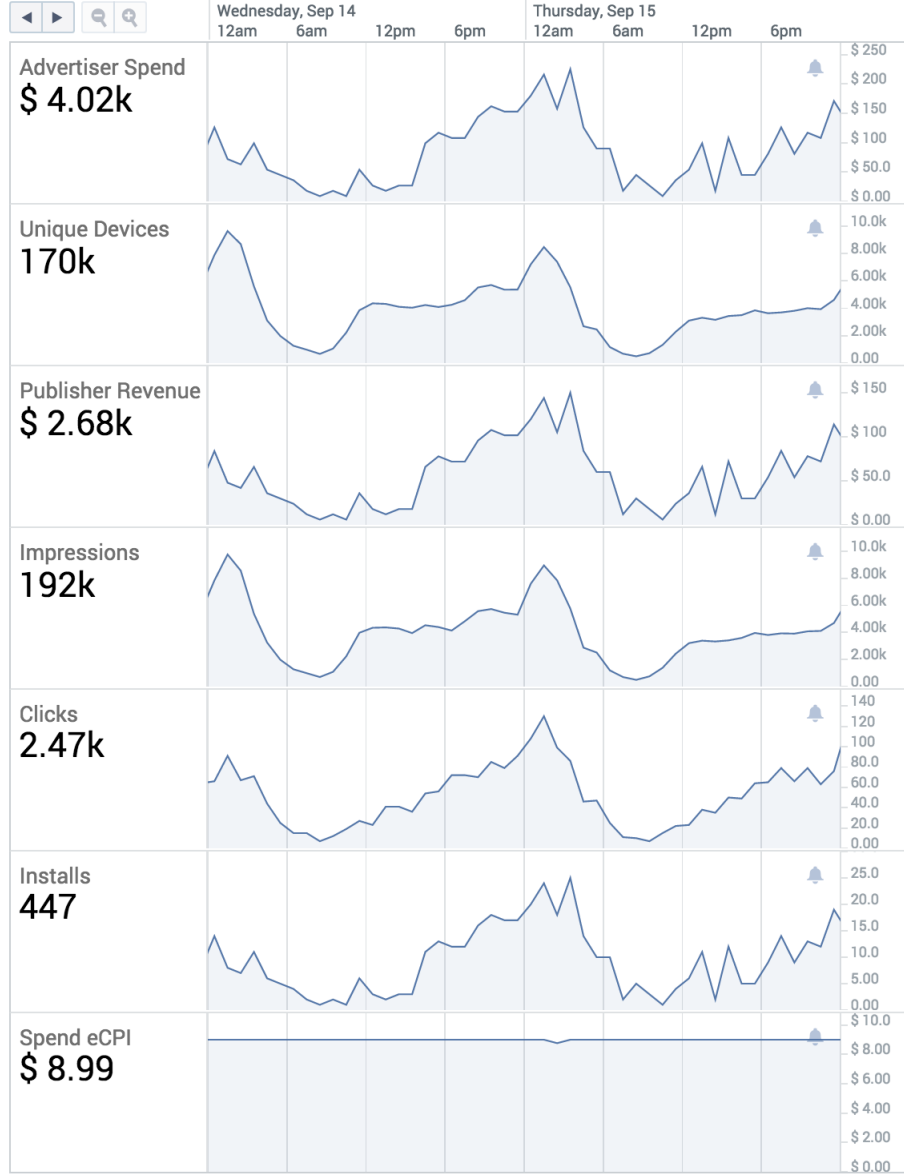 Wednesday, Sep 14 Thursday, Sep 15
12am 6am 12pm 6pm 12am 6am 12pm 6pm
Advertiser Spend
$ 4.02k
$ 250
$ 200
$ 150
$ 100
$ 50.0
$ 0.00
Unique Devices
170k
10.0k
8.00k
6.00k
4.00k
2.00k
0.00
Publisher Revenue
$ 2.68k
$ 150
$ 100
$ 50.0
$ 0.00
Impressions
192k
10.0k
8.00k
6.00k
4.00k
2.00k
0.00
Clicks
2.47k
140
120
100
80.0
60.0
40.0
20.0
0.00
Installs
447
25.0
20.0
15.0
10.0
5.00
0.00
Spend eCPI
$ 8.99
$ 10.0
$ 8.00
$ 6.00
$ 4.00
$ 2.00
$ 0.00